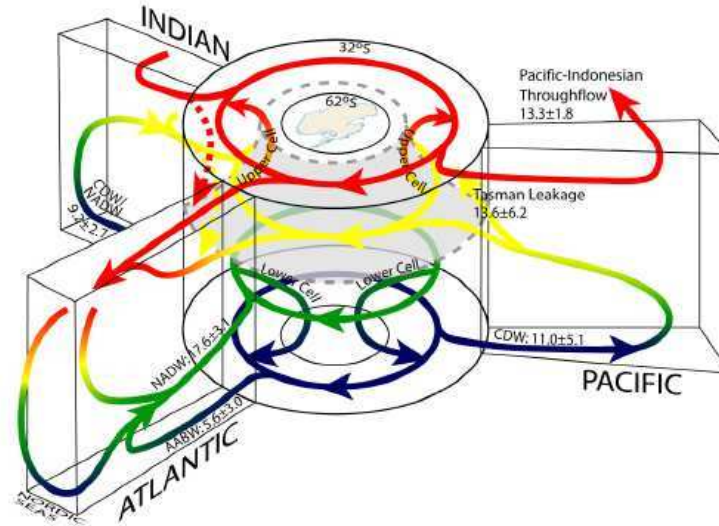 INDIAN
32°S
62°S
Pacific-Indonesian
Throughflow
13.3±1.8
Upper Cell
Upper Cell
Tasman Leakage
13.6±6.2
CDW/
NADW
9.2±2.7
Lower Cell
Lower Cell
NADW: 17.6±3.1
CDW: 11.0±5.1
AABW: 5.6±3.0
PACIFIC
ATLANTIC
NORDIC
SEAS